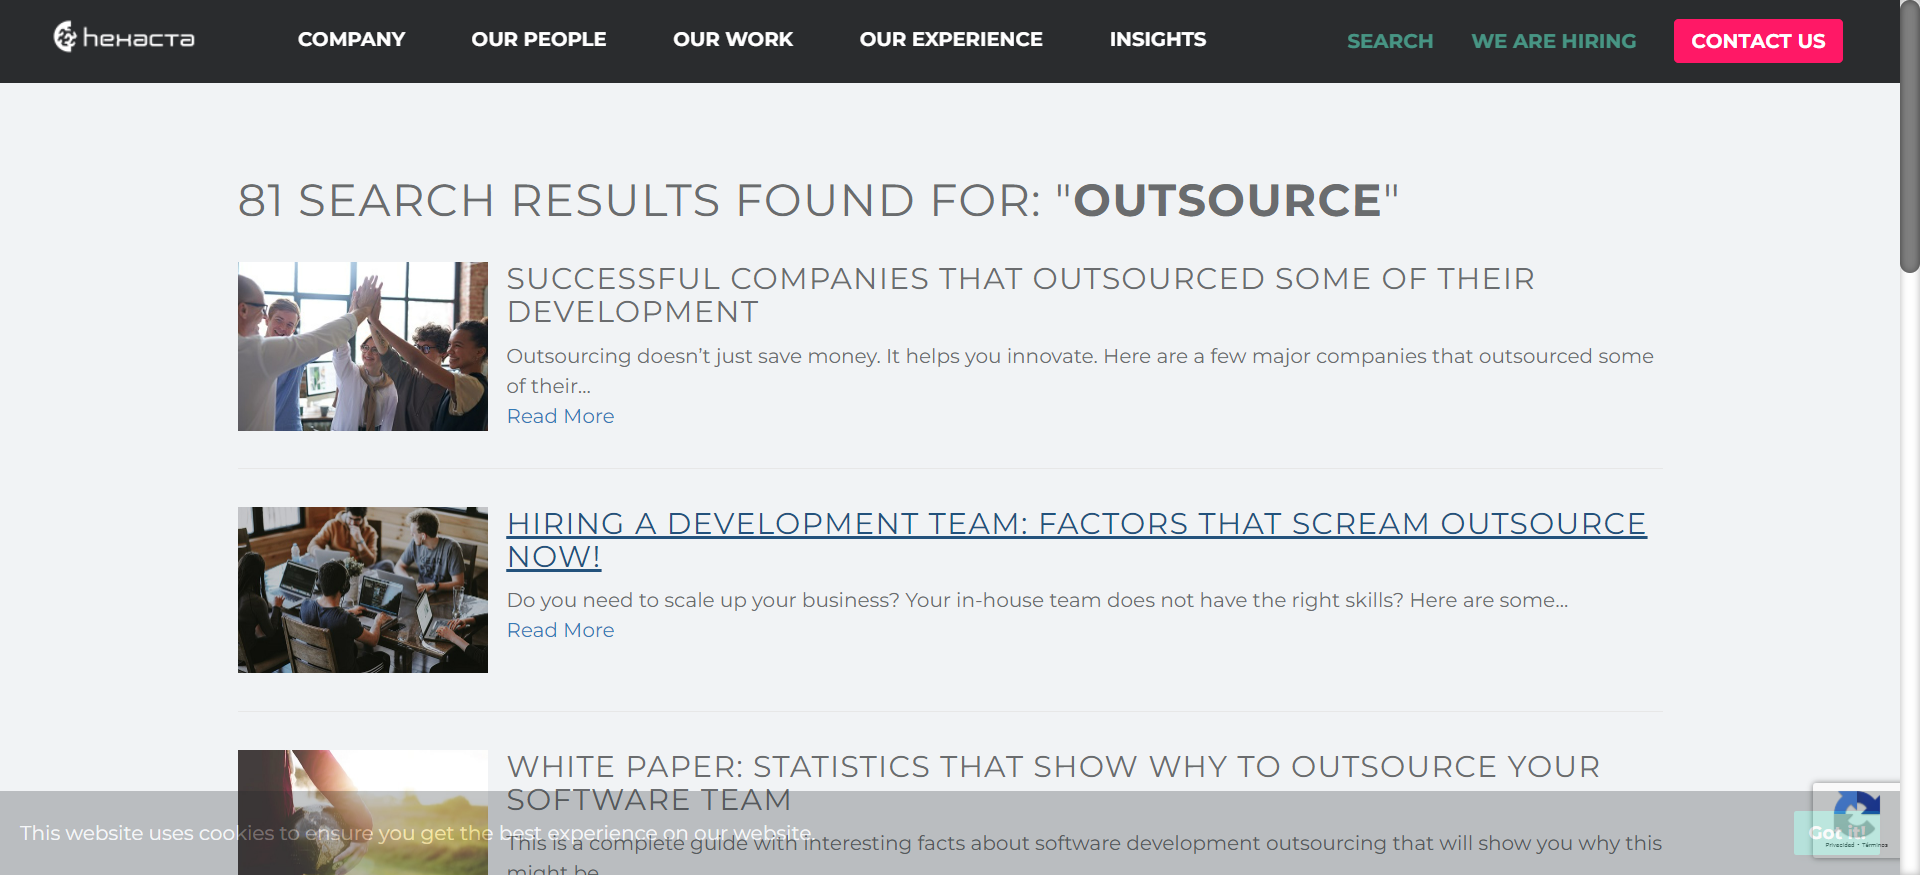 hexacta
COMPANY
OUR PEOPLE
OUR WORK
OUR EXPERIENCE
INSIGHTS
SEARCH
WE ARE HIRING
CONTACT US
81 SEARCH RESULTS FOUND FOR: "OUTSOURCE"
SUCCESSFUL COMPANIES THAT OUTSOURCED SOME OF THEIR
DEVELOPMENT
Outsourcing doesn’t just save money. It helps you innovate. Here are a few major companies that outsourced some
of their...
Read More
HIRING A DEVELOPMENT TEAM: FACTORS THAT SCREAM OUTSOURCE
NOW!
Do you need to scale up your business? Your in-house team does not have the right skills? Here are some...
Read More
WHITE PAPER: STATISTICS THAT SHOW WHY TO OUTSOURCE YOUR
SOFTWARE TEAM
This website uses cookies to ensure you get the best experience on our website.
Got it!
Privacidad - Términos
This is a complete guide with interesting facts about software development outsourcing that will show you why this
might be